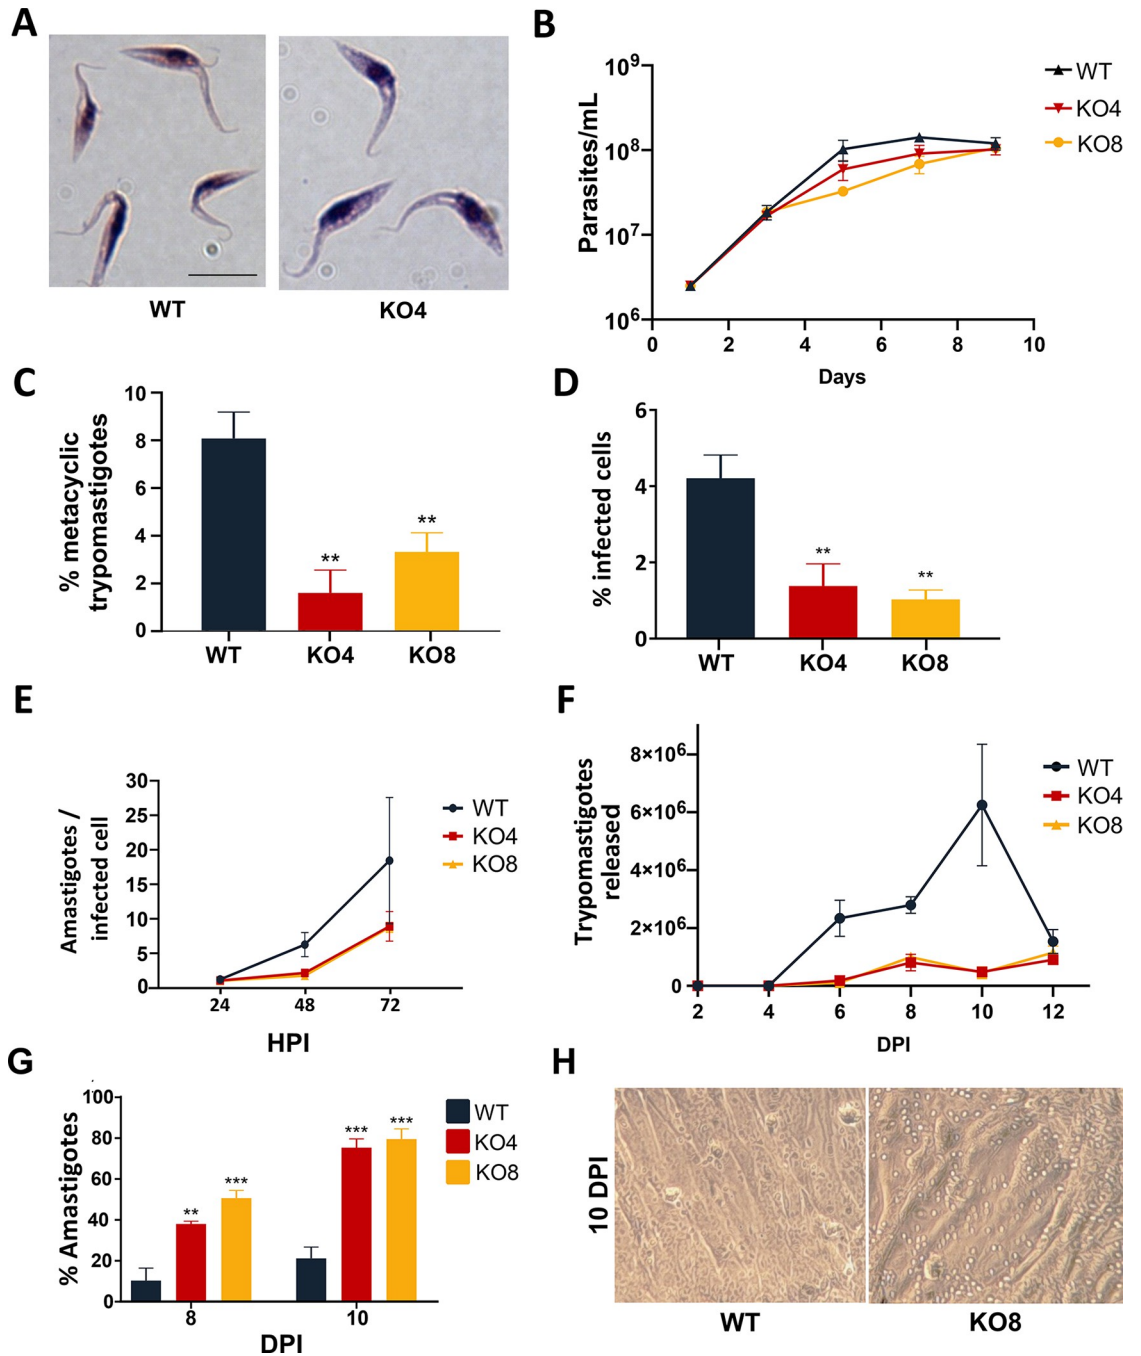 A
WT
KO4
B
Parasites/mL
10⁹
10⁸
10⁷
10⁶
0 2 4 6 8 10
Days
WT
KO4
KO8
C
% metacyclic
trypomastigotes
10
8
6
4
2
0
**
**
WT KO4 KO8
D
% infected cells
6
4
2
0
**
**
WT KO4 KO8
E
Amastigotes /
infected cell
30
25
20
15
10
5
0
24 48 72
HPI
WT
KO4
KO8
F
Trypomastigotes
released
8×10⁶
6×10⁶
4×10⁶
2×10⁶
0
2 4 6 8 10 12
DPI
WT
KO4
KO8
G
% Amastigotes
100
80
60
40
20
0
**
***
***
***
8 10
DPI
WT
KO4
KO8
H
10 DPI
WT KO8